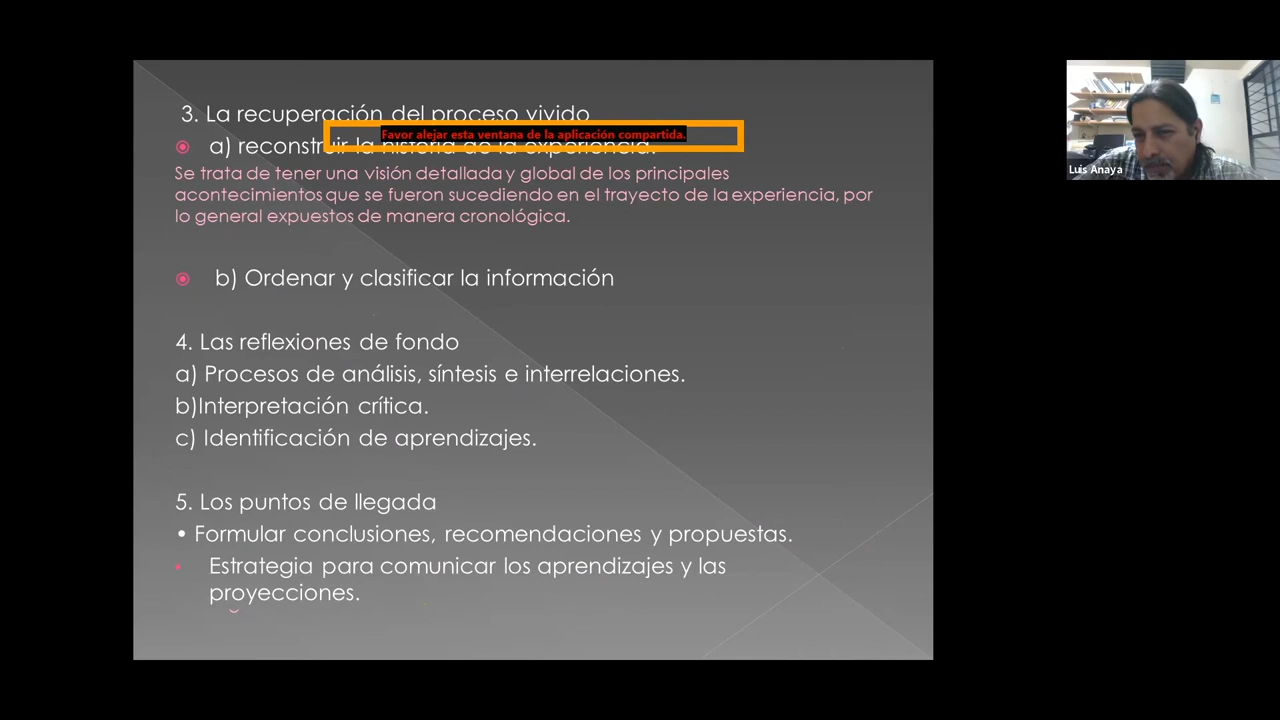 3. La recuperación del proceso vivido
Favor alejar esta ventana de la aplicación compartida.
a) reconstruir la historia de la experiencia.
Se trata de tener una visión detallada y global de los principales
acontecimientos que se fueron sucediendo en el trayecto de la experiencia, por
lo general expuestos de manera cronológica.
b) Ordenar y clasificar la información
4. Las reflexiones de fondo
a) Procesos de análisis, síntesis e interrelaciones.
b)Interpretación crítica.
c) Identificación de aprendizajes.
5. Los puntos de llegada
• Formular conclusiones, recomendaciones y propuestas.
• Estrategia para comunicar los aprendizajes y las
proyecciones.
Luis Anaya